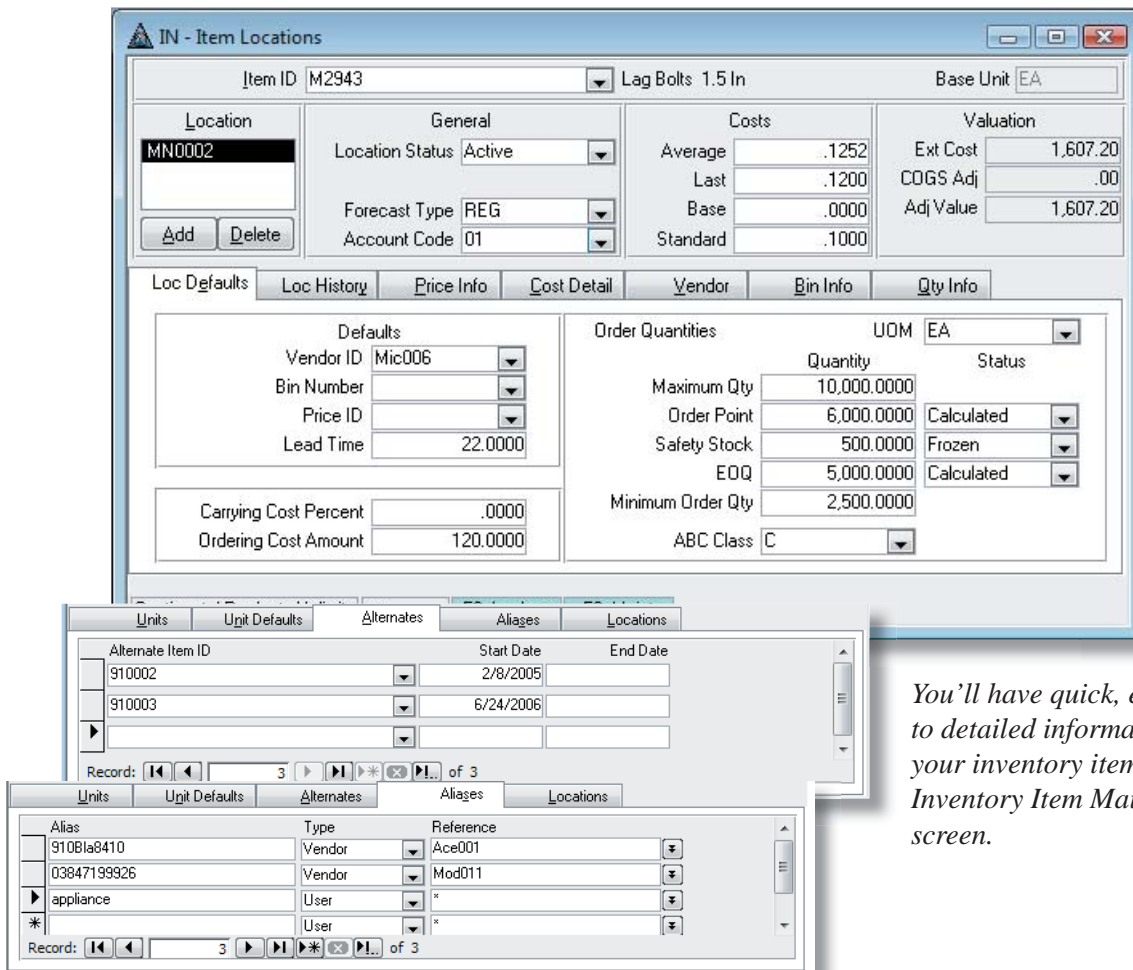 IN - Item Locations
Item ID M2943 Lag Bolts 1.5 In Base Unit EA
Location General Costs Valuation
MN0002 Location Status Active Average .1252 Ext Cost 1,607.20
Last .1200 COGS Adj .00
Forecast Type REG Base .0000 Adj Value 1,607.20
Add Delete Account Code 01 Standard .1000
Loc Defaults Loc History Price Info Cost Detail Vendor Bin Info Qty Info
Defaults Order Quantities UOM EA
Vendor ID Mic006 Quantity Status
Bin Number Maximum Qty 10,000.0000
Price ID Order Point 6,000.0000 Calculated
Lead Time 22.0000 Safety Stock 500.0000 Frozen
EOQ 5,000.0000 Calculated
Carrying Cost Percent .0000 Minimum Order Qty 2,500.0000
Ordering Cost Amount 120.0000 ABC Class C
Units Unit Defaults Alternates Aliases Locations
Alternate Item ID Start Date End Date
910002 2/8/2005
910003 6/24/2006
Record: 3 of 3
Units Unit Defaults Alternates Aliases Locations
Alias Type Reference
910Bla8410 Vendor Ace001
03847199926 Vendor Mod011
appliance User *
* User *
Record: 3 of 3
You'll have quick,
to detailed
your inventory
Inventory Item
screen.